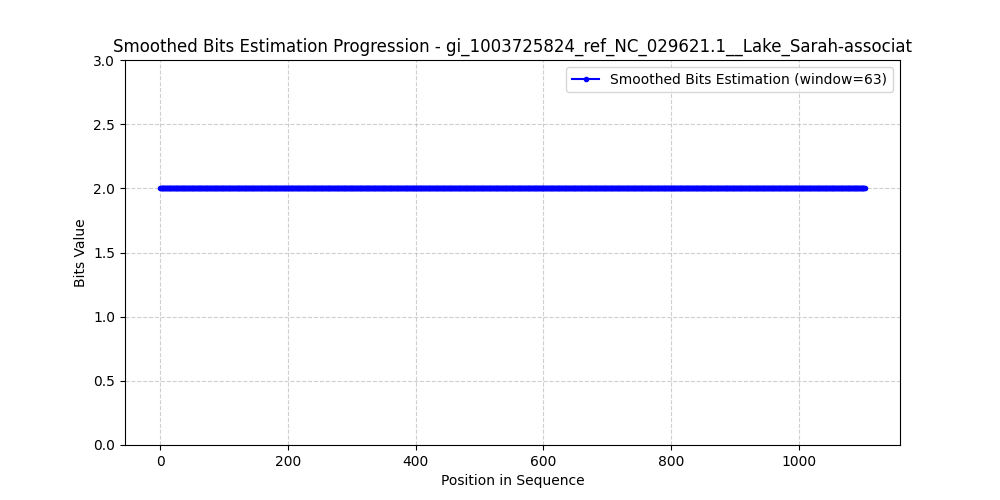 Smoothed Bits Estimation Progression - gi_1003725824_ref_NC_029621.1__Lake_Sarah-associat
Smoothed Bits Estimation (window=63)
3.0
2.5
2.0
1.5
1.0
0.5
0.0
Bits Value
0 200 400 600 800 1000
Position in Sequence